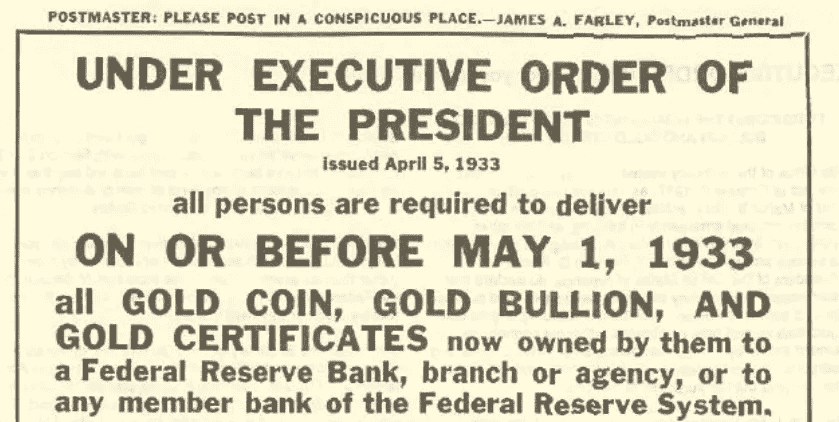 POSTMASTER: PLEASE POST IN A CONSPICUOUS PLACE.—JAMES A. FARLEY, Postmaster General
UNDER EXECUTIVE ORDER OF
THE PRESIDENT
issued April 5, 1933
all persons are required to deliver
ON OR BEFORE MAY 1, 1933
all GOLD COIN, GOLD BULLION, AND
GOLD CERTIFICATES now owned by them to
a Federal Reserve Bank, branch or agency, or to
any member bank of the Federal Reserve System.